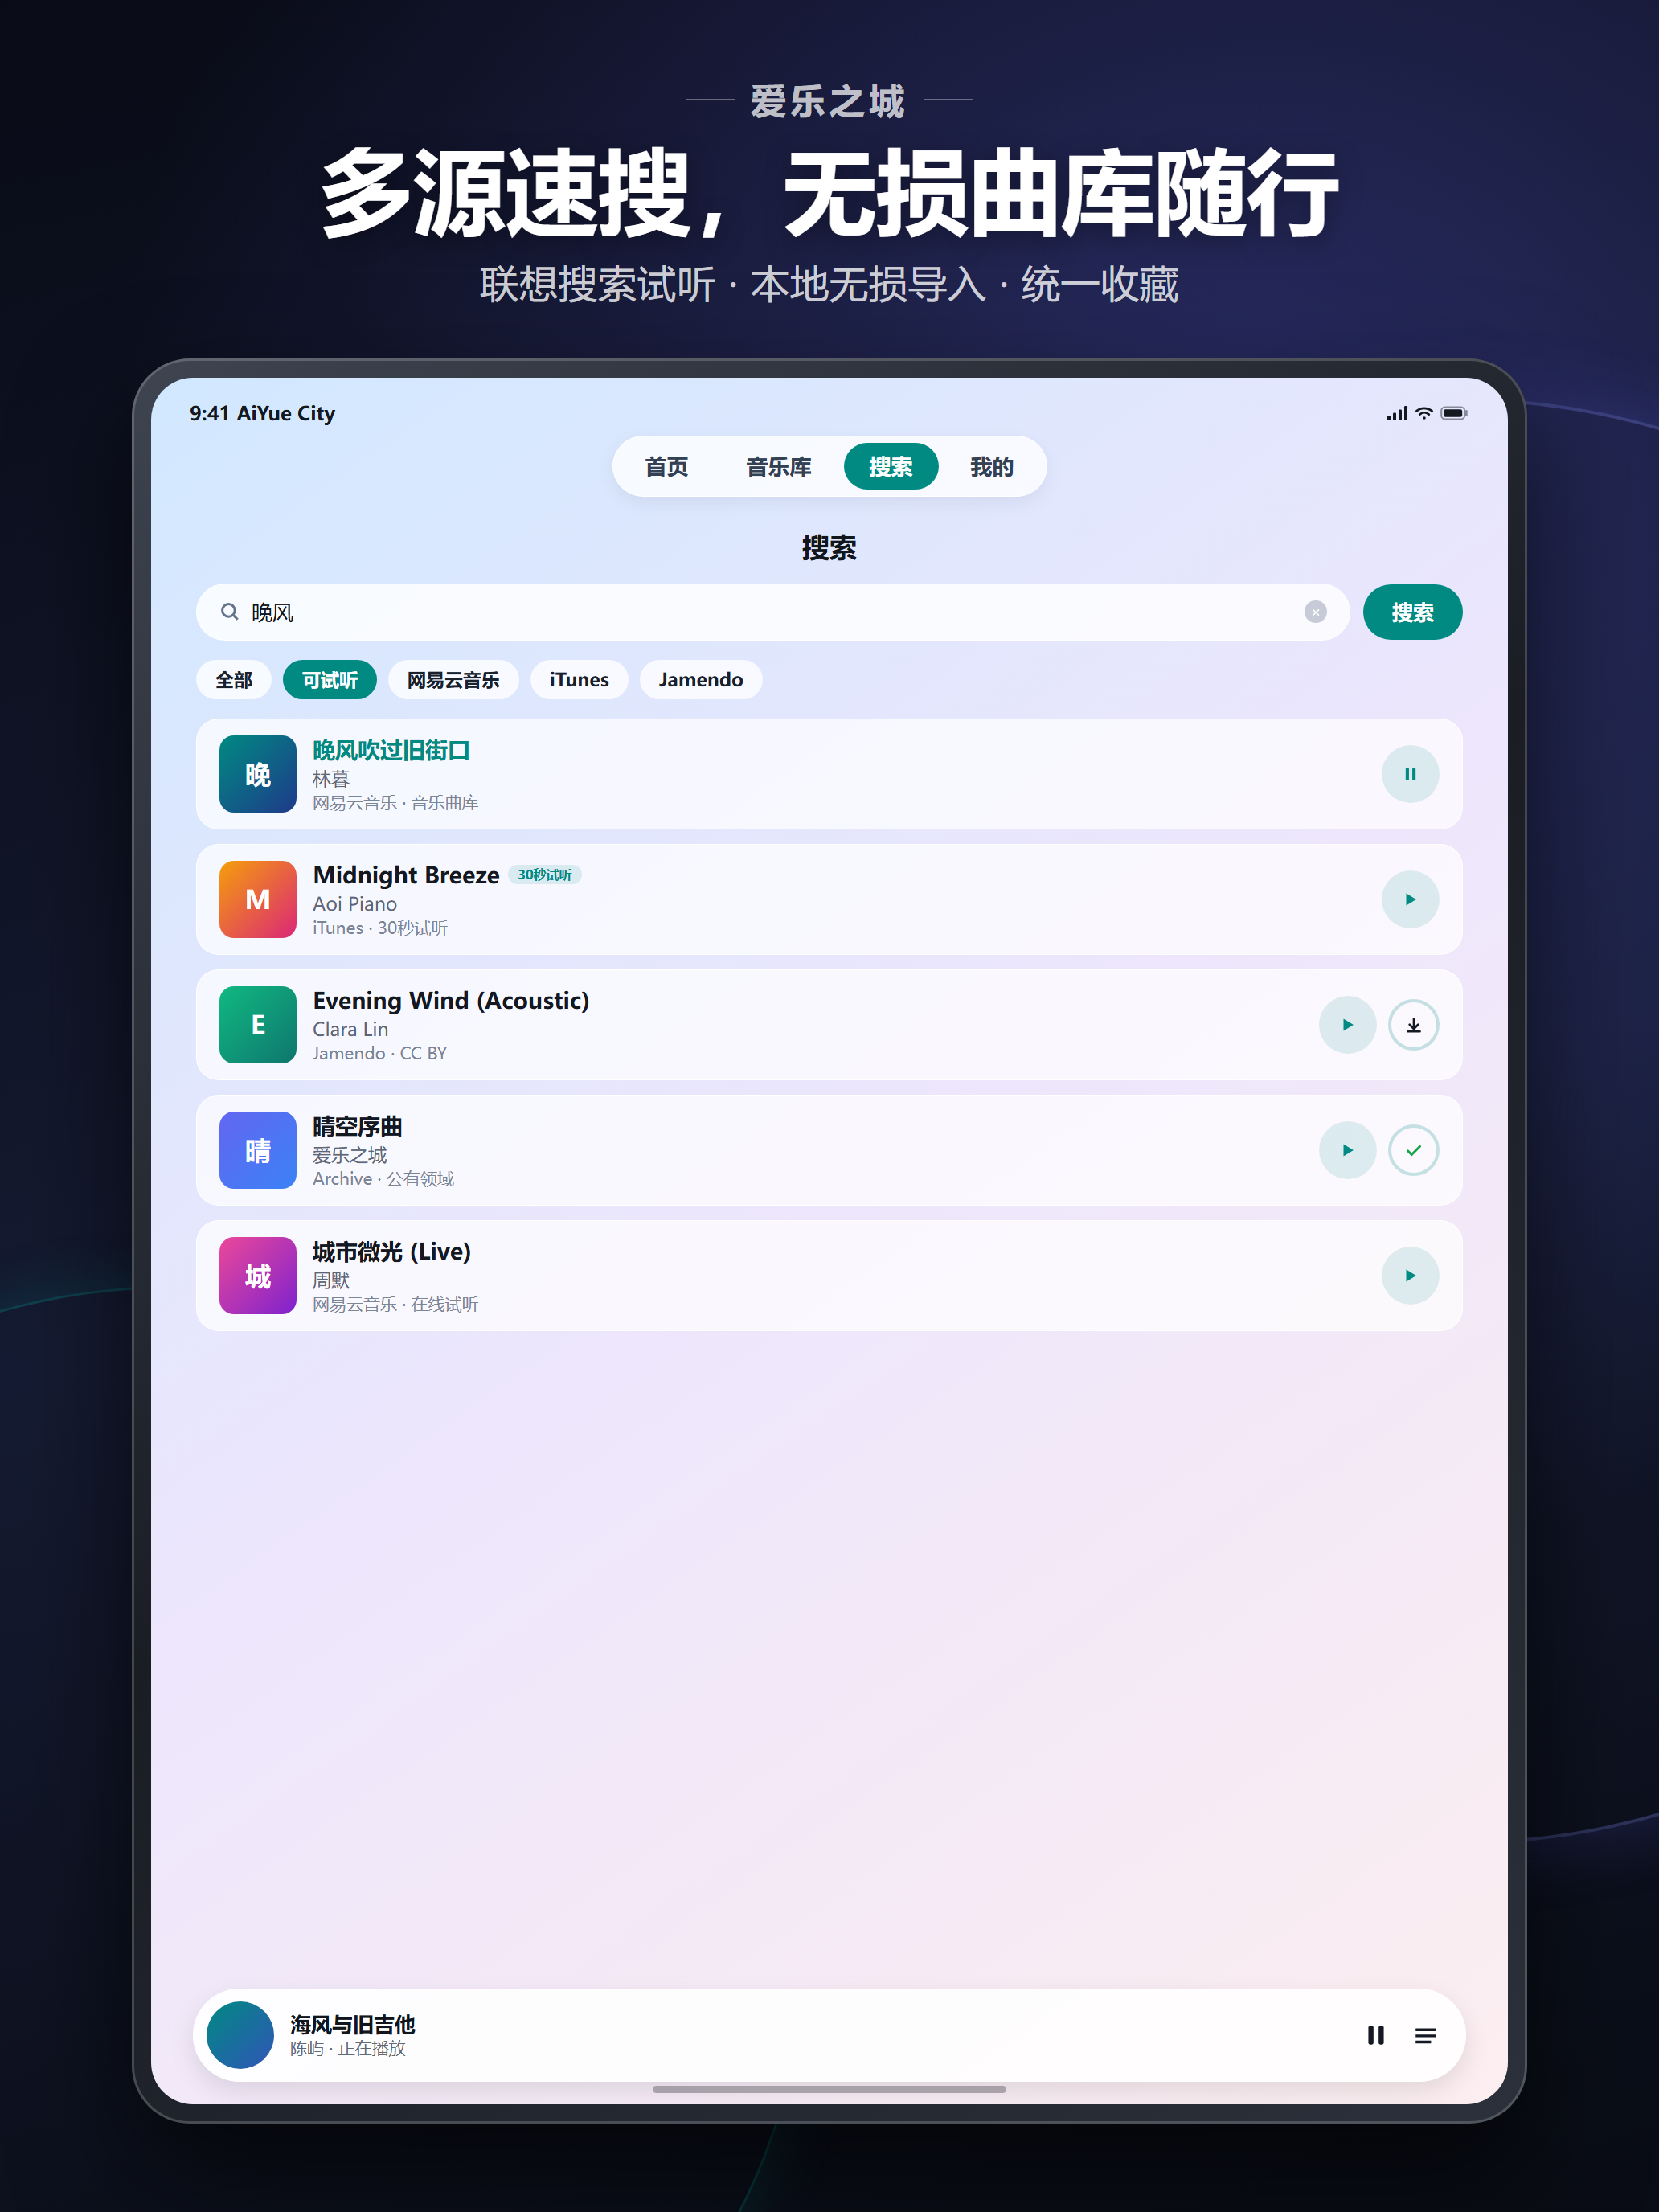 爱乐之城
多源速搜，无损曲库随行
联想搜索试听 · 本地无损导入 · 统一收藏
9:41 AiYue City
首页 音乐库 搜索 我的
搜索
晚风 搜索
全部 可试听 网易云音乐 iTunes Jamendo
晚
晚风吹过旧街口
林暮
网易云音乐 · 音乐曲库
M
Midnight Breeze 30秒试听
Aoi Piano
iTunes · 30秒试听
E
Evening Wind (Acoustic)
Clara Lin
Jamendo · CC BY
晴
晴空序曲
爱乐之城
Archive · 公有领域
城
城市微光 (Live)
周默
网易云音乐 · 在线试听
海风与旧吉他
陈屿 · 正在播放